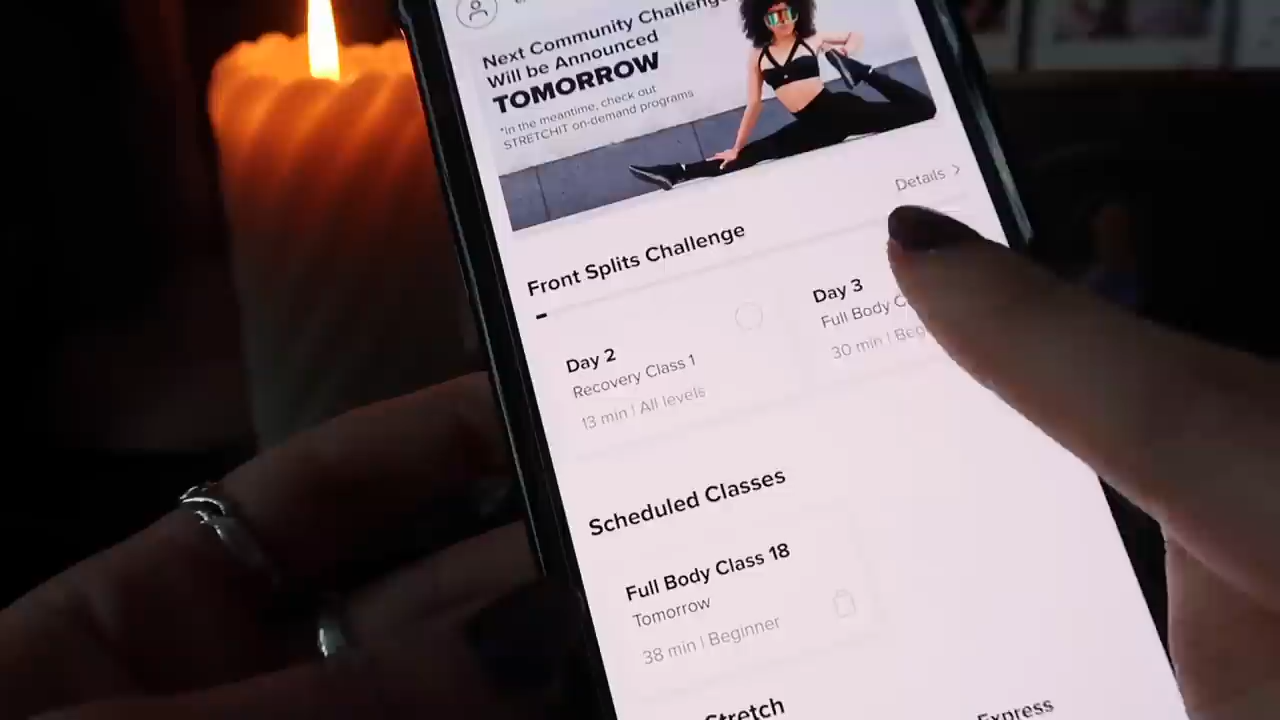 Next Community Challenge
Will be Announced
TOMORROW
*In the meantime, check out
STRETCHIT on-demand programs
Details >
Front Splits Challenge
Day 2
Recovery Class 1
13 min | All levels
Day 3
Full Body
30 min |
Scheduled Classes
Full Body Class 18
Tomorrow
38 min | Beginner
Stretch
Express